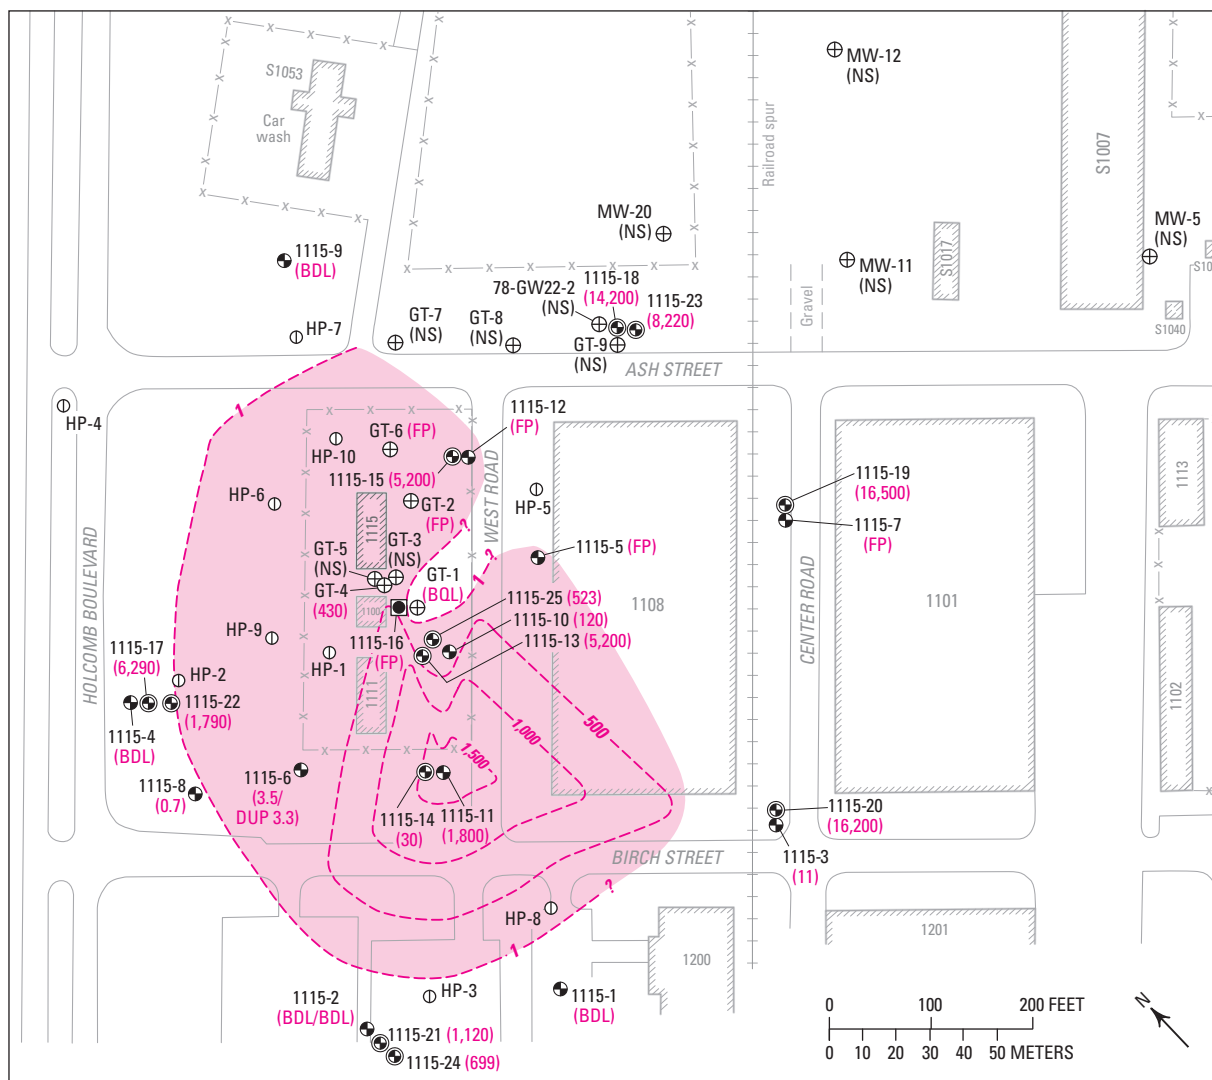 MW-12
(NS)
S1053
Car
wash
Railroad spur
S1007
MW-20
(NS)
MW-5
(NS)
1115-9
(BDL)
MW-11
(NS)
S1017
S10
1115-18
(14,200)
78-GW22-2
(NS)
1115-23
(8,220)
Gravel
S1040
HP-7
GT-7
(NS)
GT-8
(NS)
GT-9
(NS)
ASH STREET
1
HP-4
1115-12
(FP)
GT-6 (FP)
HP-10
1115-15 (5,200)
HP-6
GT-2
(FP)
1115
WEST ROAD
HP-5
1115-19
(16,500)
1115-7
(FP)
1113
?
?
1
1115-5 (FP)
GT-3
(NS)
GT-5
(NS)
GT-4
(430)
GT-1
(BQL)
HOLCOMB BOULEVARD
1100
1115-25 (523)
1115-10 (120)
1115-13 (5,200)
1108
CENTER ROAD
1101
HP-9
HP-1
1115-16
(FP)
1115-17
(6,290)
HP-2
1111
1115-22
(1,790)
1115-4
(BDL)
1102
1,000
500
1,500
1115-8
(0.7)
1115-6
(3.5/
DUP 3.3)
1115-14
(30)
1115-11
(1,800)
1115-20
(16,200)
BIRCH STREET
1115-3
(11)
?
HP-8
1
1201
1200
HP-3
1115-2
(BDL/BDL)
1115-1
(BDL)
1115-21 (1,120)
1115-24 (699)
N
0 100 200 FEET
0 10 20 30 40 50 METERS